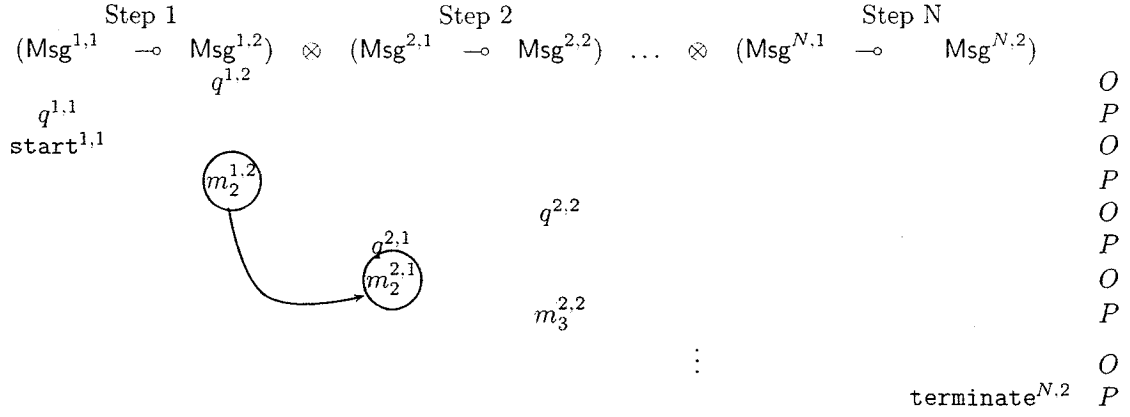 Step 1 Step 2 Step N
(Msg^{1,1} ⊸ Msg^{1,2}) ⊗ (Msg^{2,1} ⊸ Msg^{2,2}) … ⊗ (Msg^{N,1} ⊸ Msg^{N,2})
q^{1,2} O
q^{1,1} P
start^{1,1} O
m_2^{1,2} P
q^{2,2} O
q^{2,1} P
m_2^{2,1} O
m_3^{2,2} P
⋮ O
terminate^{N,2} P